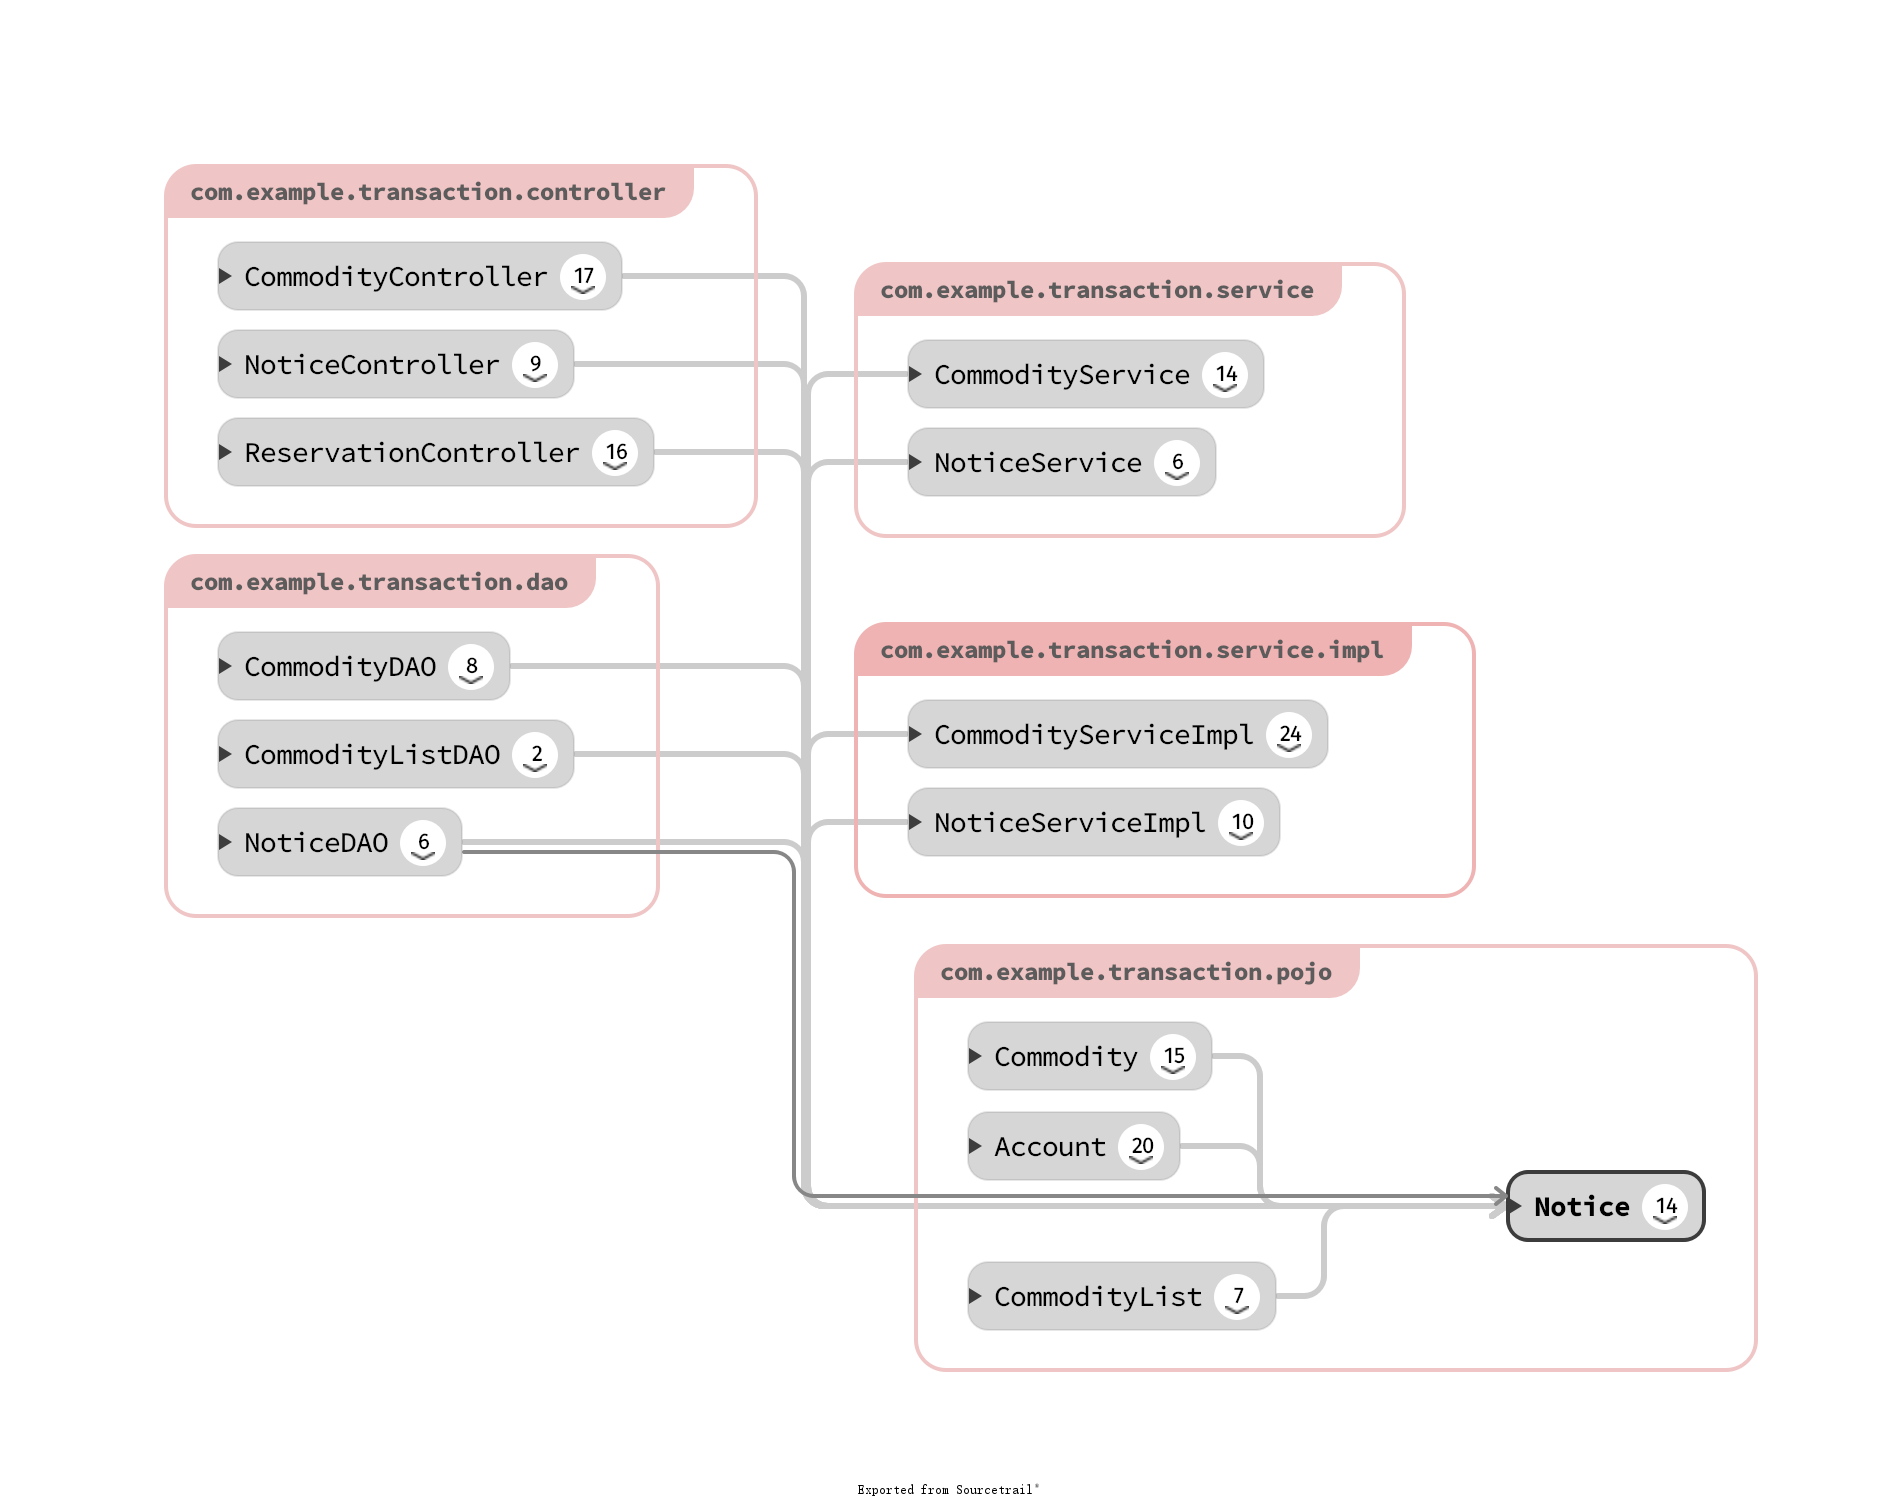 com.example.transaction.controller
CommodityController 17
NoticeController 9
ReservationController 16
com.example.transaction.dao
CommodityDAO 8
CommodityListDAO 2
NoticeDAO 6
com.example.transaction.service
CommodityService 14
NoticeService 6
com.example.transaction.service.impl
CommodityServiceImpl 24
NoticeServiceImpl 10
com.example.transaction.pojo
Commodity 15
Account 20
Notice 14
CommodityList 7
Exported from Sourcetrail®